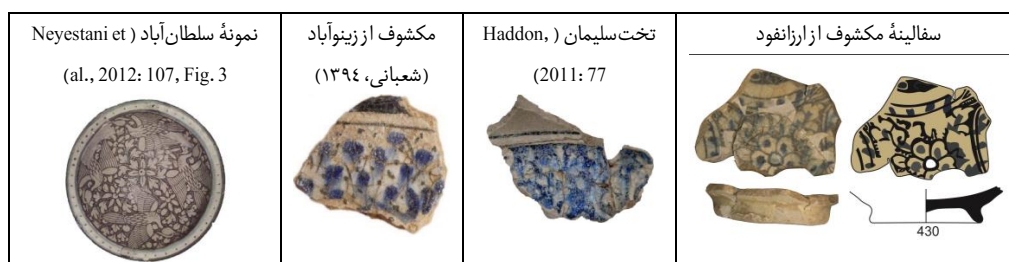 سفالینهٔ مکشوف از ارزانفود
تخت‌سلیمان ( Haddon,
2011: 77)
مکشوف از زینوآباد
(شعبانی، ۱۳۹٤)
نمونهٔ سلطان‌آباد ( Neyestani et
al., 2012: 107, Fig. 3)
430